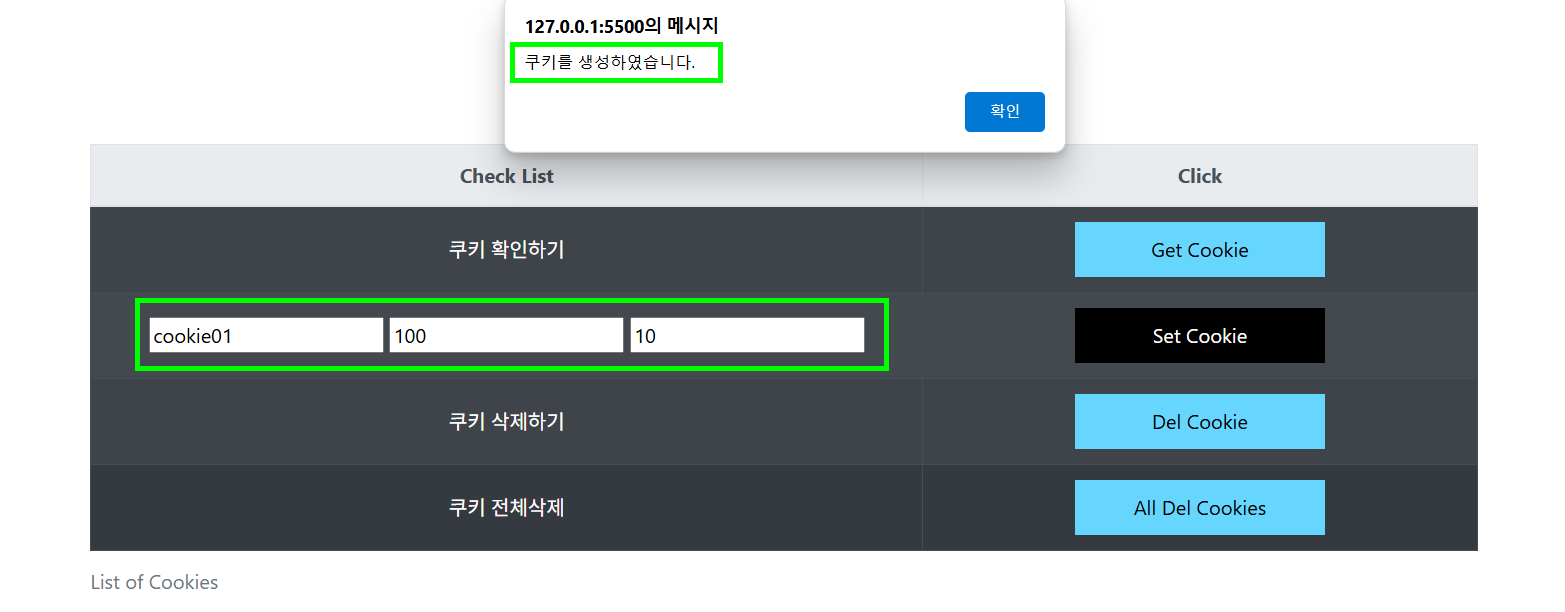 127.0.0.1:5500의 메시지
쿠키를 생성하였습니다.
확인
Check List Click
쿠키 확인하기 Get Cookie
cookie01 100 10 Set Cookie
쿠키 삭제하기 Del Cookie
쿠키 전체삭제 All Del Cookies
List of Cookies